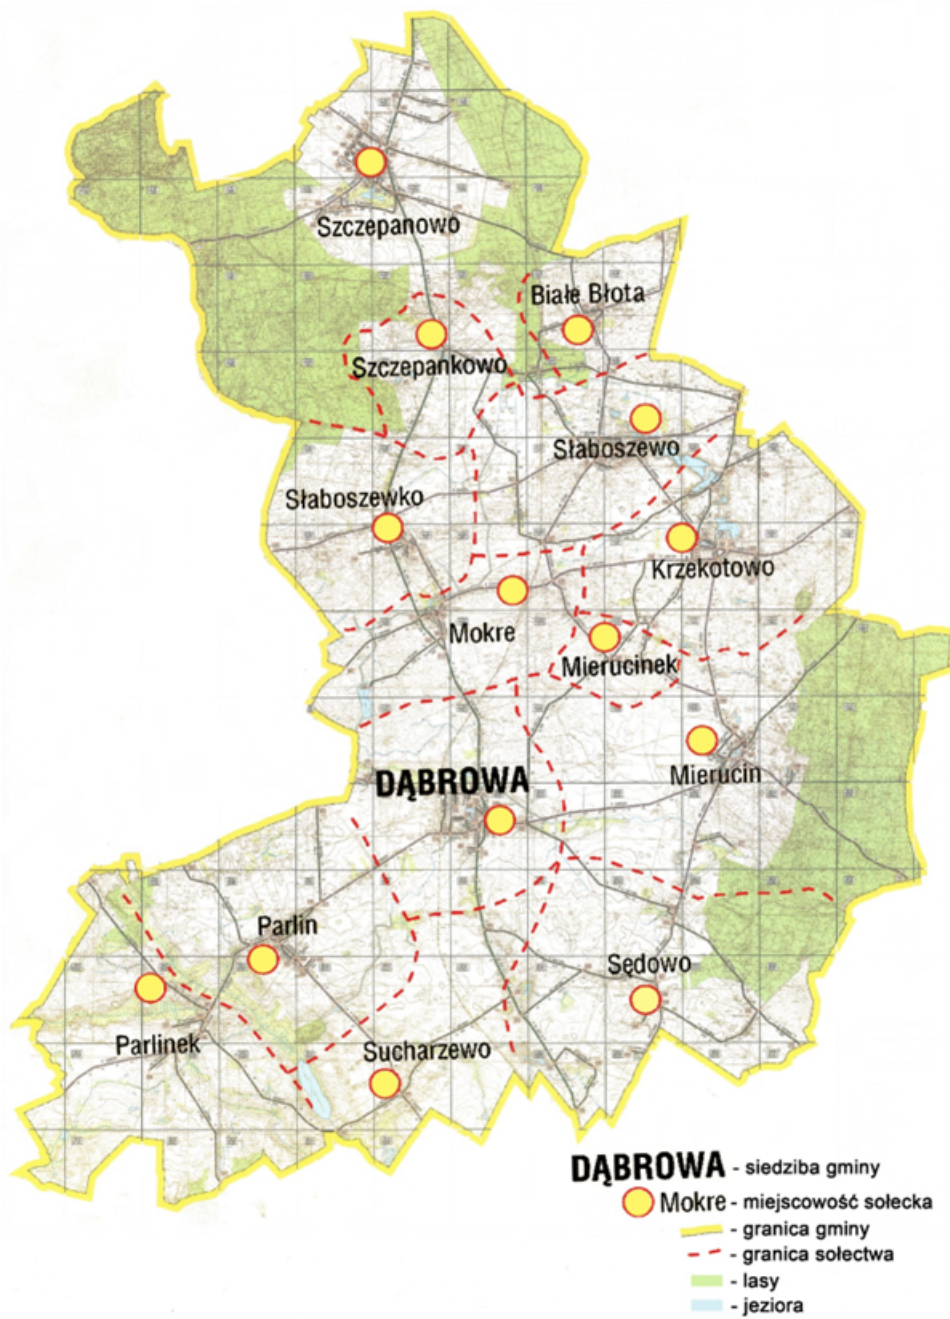 Szczepanowo
Białe Błota
Szczepankowo
Słaboszewo
Słaboszewko
Krzekotowo
Mokre
Mierucinek
Mierucin
DĄBROWA
Parlin
Sędowo
Parlinek
Sucharzewo
DĄBROWA - siedziba gminy
Mokre - miejscowość sołecka
- granica gminy
- granica sołectwa
- lasy
- jeziora